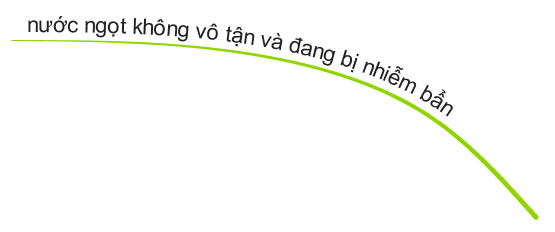 nước ngọt không vô tận và đang bị nhiễm bẩn